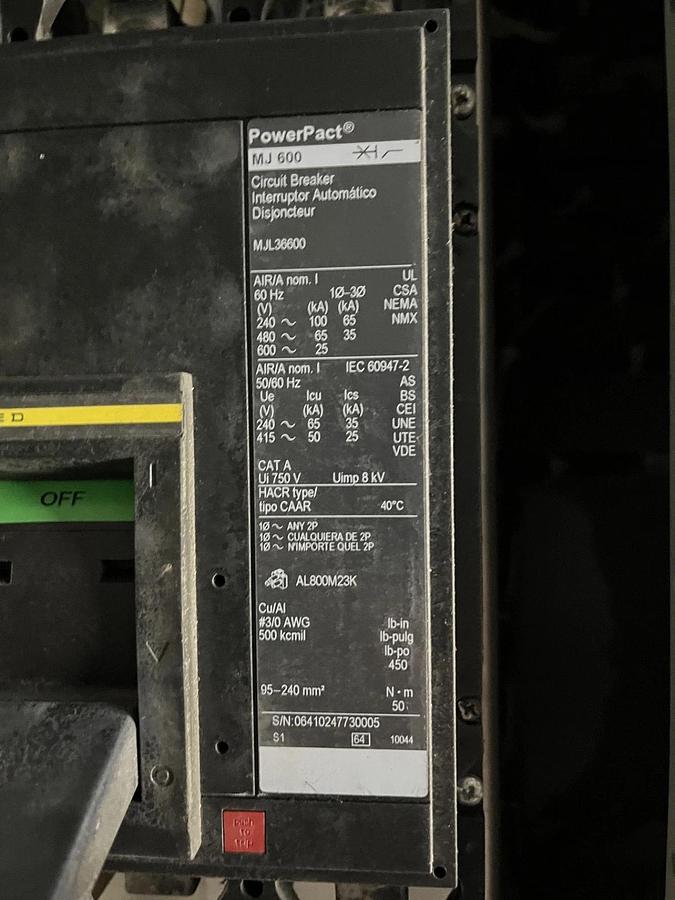 PowerPact®
MJ 600
Circuit Breaker
Interruptor Automático
Disjoncteur
MJL36600
AIR/A nom. I UL
60 Hz 1Ø–3Ø CSA
(V) (kA) (kA) NEMA
240 ~ 100 65 NMX
480 ~ 65 35
600 ~ 25
AIR/A nom. I IEC 60947-2
50/60 Hz AS
Ue Icu Ics BS
(V) (kA) (kA) CEI
240 ~ 65 35 UNE
415 ~ 50 25 UTE
VDE
CAT A
Ui 750 V Uimp 8 kV
HACR type/
tipo CAAR 40°C
1Ø ~ ANY 2P
1Ø ~ CUALQUIERA DE 2P
1Ø ~ N'IMPORTE QUEL 2P
AL800M23K
Cu/Al
#3/0 AWG lb-in
500 kcmil lb-pulg
lb-po
450
95–240 mm² N·m
50
S/N:06410247730005
S1 64 10044
E D
I
OFF
O
push
to
trip